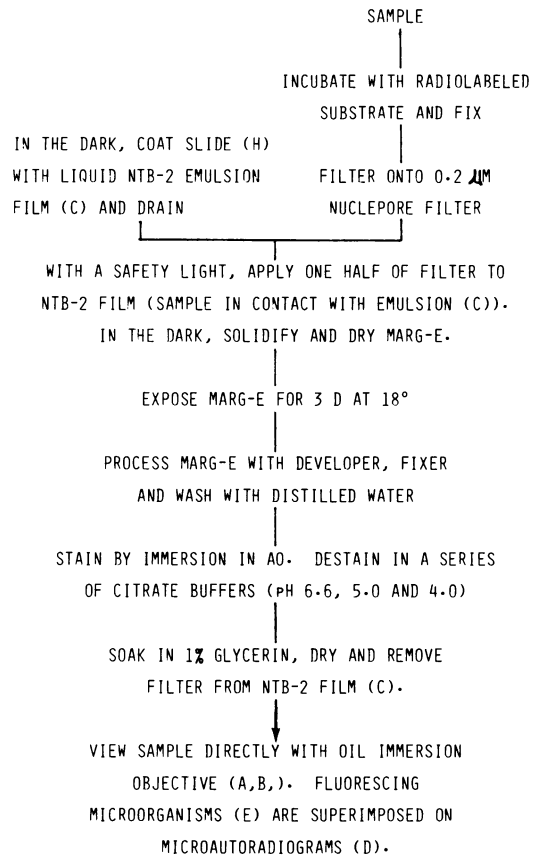 SAMPLE
INCUBATE WITH RADIOLABELED
SUBSTRATE AND FIX
IN THE DARK, COAT SLIDE (H)
WITH LIQUID NTB-2 EMULSION
FILM (C) AND DRAIN
FILTER ONTO 0.2 µM
NUCLEPORE FILTER
WITH A SAFETY LIGHT, APPLY ONE HALF OF FILTER TO
NTB-2 FILM (SAMPLE IN CONTACT WITH EMULSION (C)).
IN THE DARK, SOLIDIFY AND DRY MARG-E.
EXPOSE MARG-E FOR 3 D AT 18°
PROCESS MARG-E WITH DEVELOPER, FIXER
AND WASH WITH DISTILLED WATER
STAIN BY IMMERSION IN AO. DESTAIN IN A SERIES
OF CITRATE BUFFERS (PH 6.6, 5.0 AND 4.0)
SOAK IN 1% GLYCERIN, DRY AND REMOVE
FILTER FROM NTB-2 FILM (C).
VIEW SAMPLE DIRECTLY WITH OIL IMMERSION
OBJECTIVE (A,B,). FLUORESCING
MICROORGANISMS (E) ARE SUPERIMPOSED ON
MICROAUTORADIOGRAMS (D).